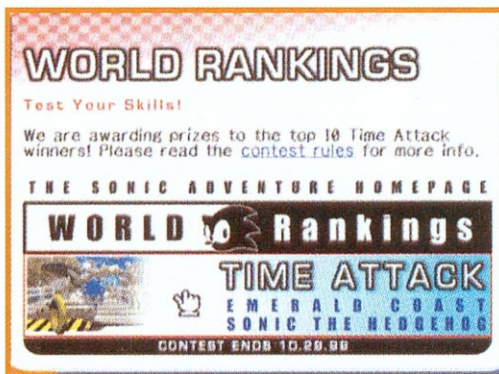 WORLD RANKINGS
Test Your Skills!
We are awarding prizes to the top 10 Time Attack
winners! Please read the contest rules for more info.
THE SONIC ADVENTURE HOMEPAGE
WORLD Rankings
TIME ATTACK
EMERALD COAST
SONIC THE HEDGEHOG
CONTEST ENDS 10.29.99